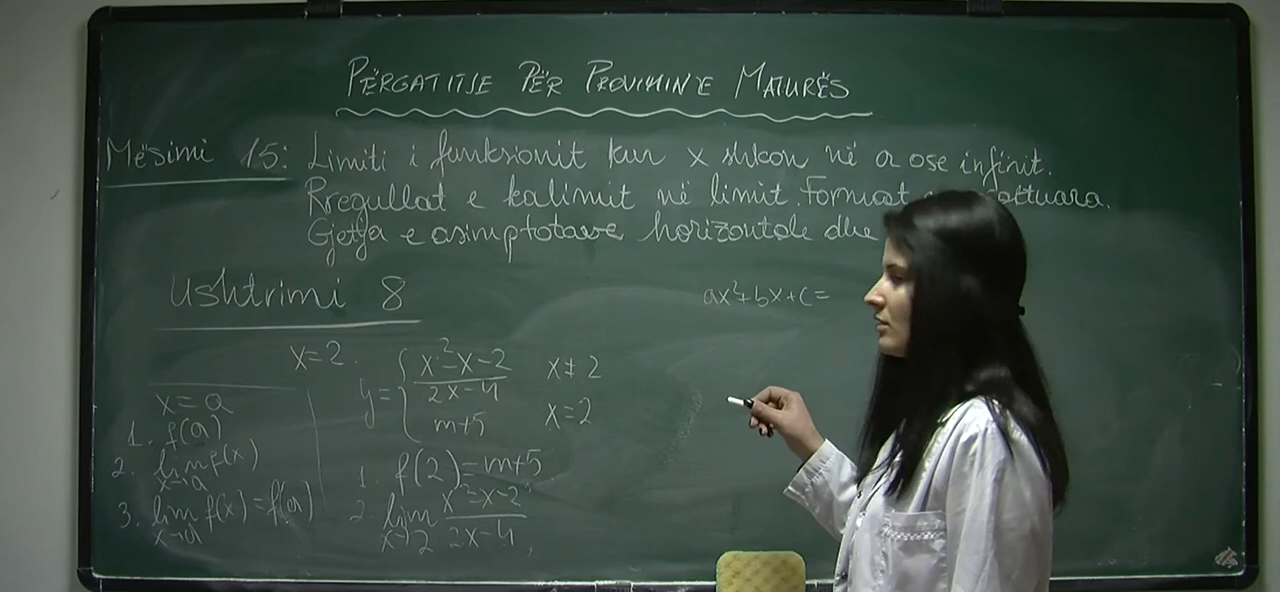 PËRGATITJE PËR PROVIMIN E MATURËS
Mësimi 15: Limiti i funksionit kur x shkon në a ose infinit.
Rregullat e kalimit në limit. Format
Gjetja e asimptotave horizontale dhe
Ushtrimi 8
ax²+bx+c=
x=2.
y={ x²-x-2 / 2x-4 x≠2
m+5 x=2
x=a
1. f(a)
2. lim f(x) x→a
3. lim f(x)=f(a) x→a
1. f(2)=m+5
2. lim x→2 x²-x-2 / 2x-4